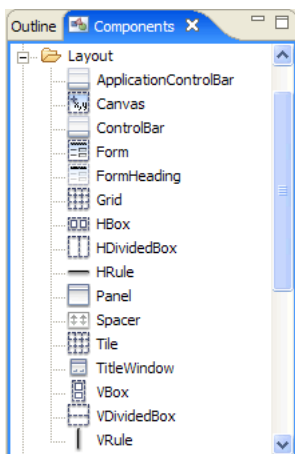 Outline Components
Layout
ApplicationControlBar
Canvas
ControlBar
Form
FormHeading
Grid
HBox
HDividedBox
HRule
Panel
Spacer
Tile
TitleWindow
VBox
VDividedBox
VRule